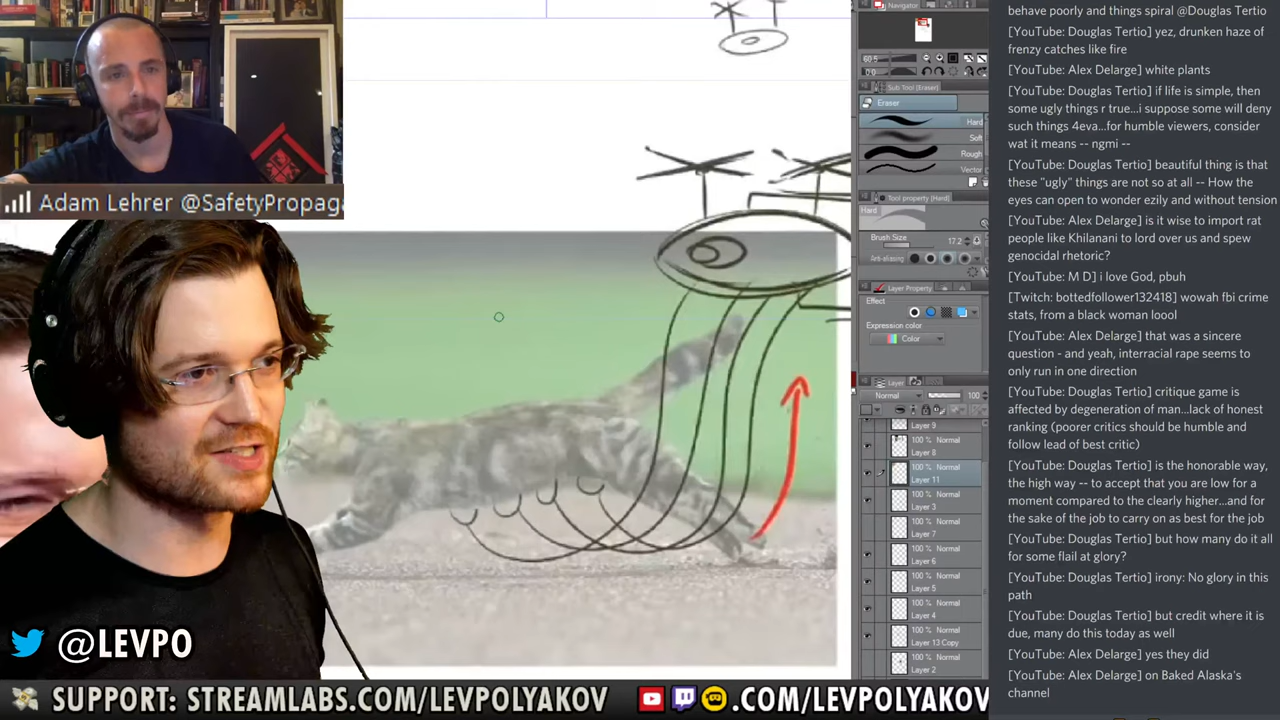 Adam Lehrer @SafetyPropaga
@LEVPO
SUPPORT: STREAMLABS.COM/LEVPOLYAKOV
.COM/LEVPOLYAKOV
Navigator
60.5
0.0
Sub Tool [Eraser]
Eraser
Hard
Soft
Rough
Vector
Tool property [Hard]
Hard
Brush Size
17.2
Anti-aliasing
Layer Property
Effect
Expression color
Color
Layer
Normal
100
Layer 9
100 % Normal
Layer 8
100 % Normal
Layer 11
100 % Normal
Layer 3
100 % Normal
Layer 7
100 % Normal
Layer 6
100 % Normal
Layer 5
100 % Normal
Layer 4
100 % Normal
Layer 13 Copy
100 % Normal
Layer 2
behave poorly and things spiral @Douglas Tertio
[YouTube: Douglas Tertio] yez, drunken haze of
frenzy catches like fire
[YouTube: Alex Delarge] white plants
[YouTube: Douglas Tertio] if life is simple, then
some ugly things r true...i suppose some will deny
such things 4eva...for humble viewers, consider
wat it means -- ngmi --
[YouTube: Douglas Tertio] beautiful thing is that
these "ugly" things are not so at all -- How the
eyes can open to wonder ezily and without tension
[YouTube: Alex Delarge] is it wise to import rat
people like Khilanani to lord over us and spew
genocidal rhetoric?
[YouTube: M D] i love God, pbuh
[Twitch: bottedfollower132418] wowah fbi crime
stats, from a black woman loool
[YouTube: Alex Delarge] that was a sincere
question - and yeah, interracial rape seems to
only run in one direction
[YouTube: Douglas Tertio] critique game is
affected by degeneration of man...lack of honest
ranking (poorer critics should be humble and
follow lead of best critic)
[YouTube: Douglas Tertio] is the honorable way,
the high way -- to accept that you are low for a
moment compared to the clearly higher...and for
the sake of the job to carry on as best for the job
[YouTube: Douglas Tertio] but how many do it all
for some flail at glory?
[YouTube: Douglas Tertio] irony: No glory in this
path
[YouTube: Douglas Tertio] but credit where it is
due, many do this today as well
[YouTube: Alex Delarge] yes they did
[YouTube: Alex Delarge] on Baked Alaska's
channel